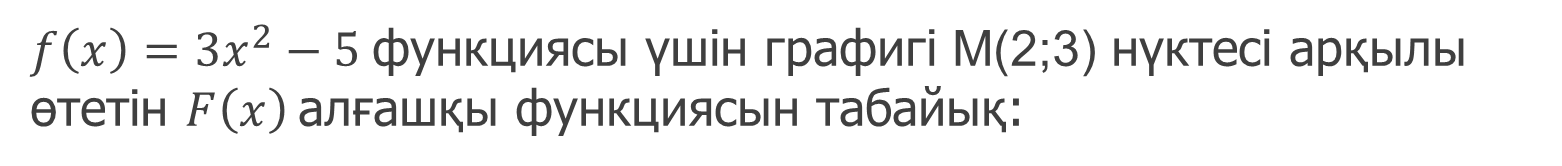 f(x) = 3x² − 5 функциясы үшін графигі М(2;3) нүктесі арқылы
өтетін F(x) алғашқы функциясын табайық: